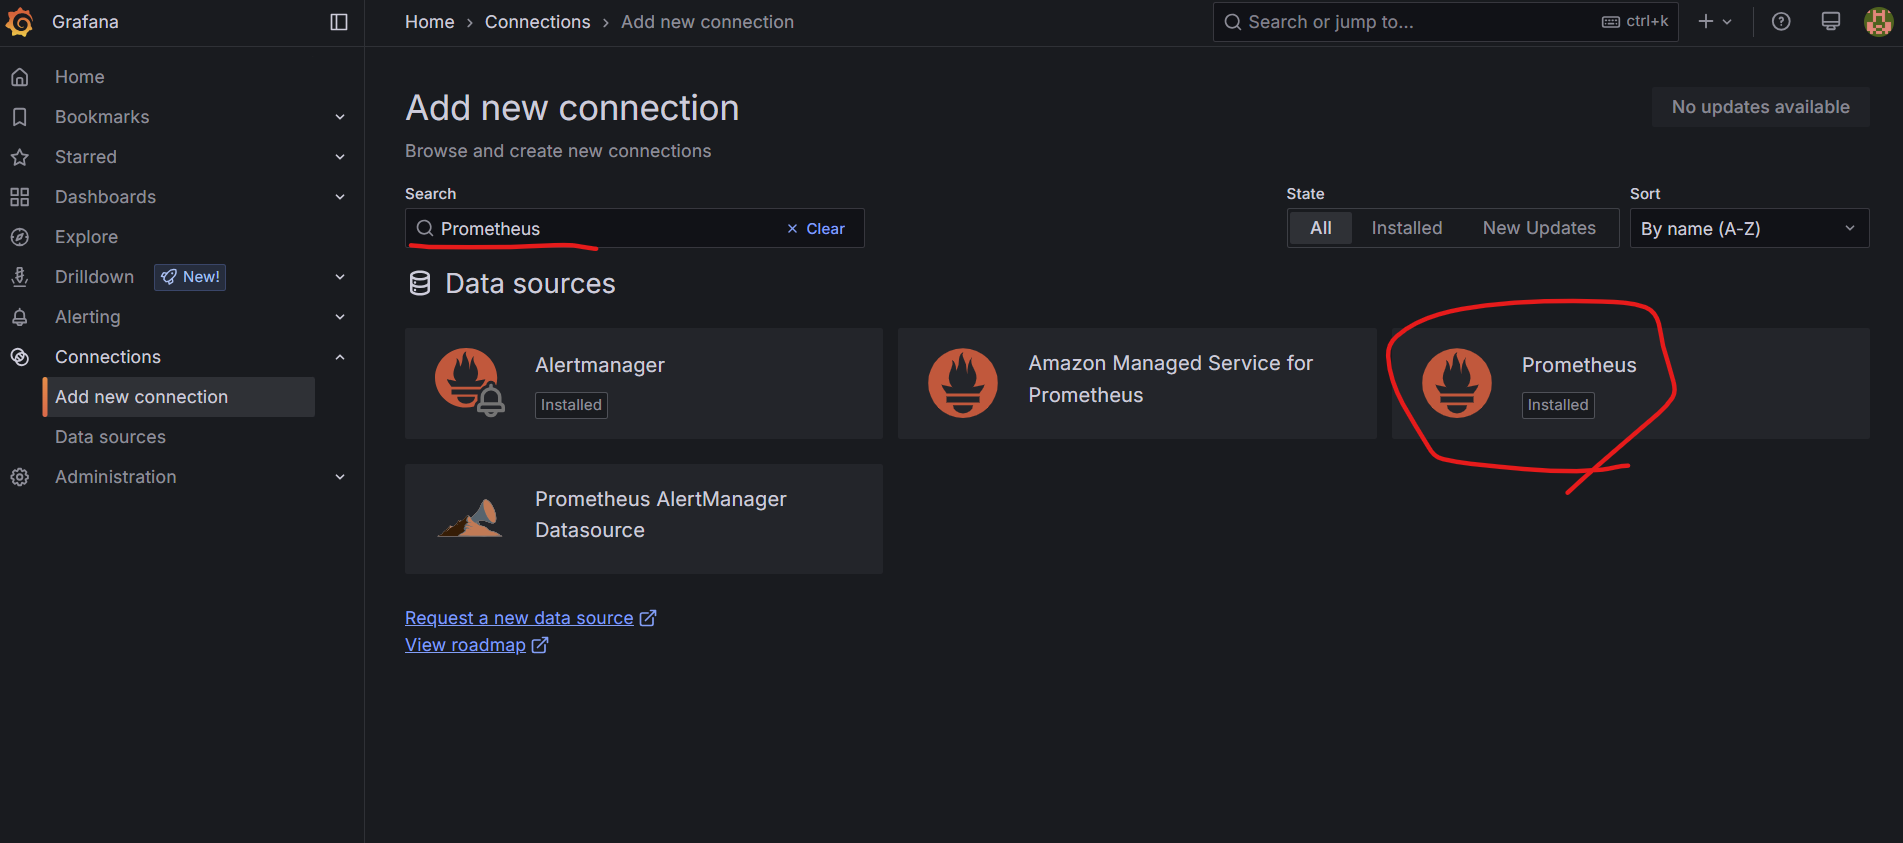 Grafana
Home › Connections › Add new connection
Search or jump to...
ctrl+k
Home
Bookmarks
Starred
Dashboards
Explore
Drilldown
New!
Alerting
Connections
Add new connection
Data sources
Administration
Add new connection
No updates available
Browse and create new connections
Search
Prometheus
Clear
State
All
Installed
New Updates
Sort
By name (A-Z)
Data sources
Alertmanager
Installed
Amazon Managed Service for
Prometheus
Prometheus
Installed
Prometheus AlertManager
Datasource
Request a new data source
View roadmap